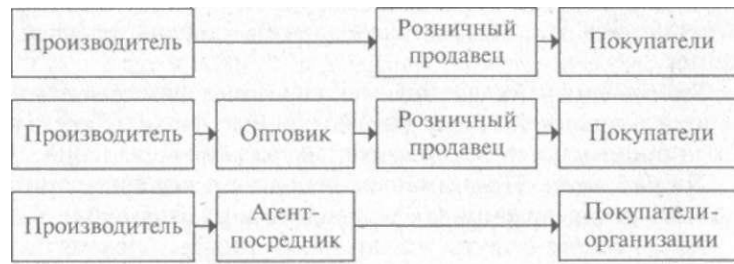 Производитель
Розничный
продавец
Покупатели
Производитель
Оптовик
Розничный
продавец
Покупатели
Производитель
Агент-
посредник
Покупатели-
организации